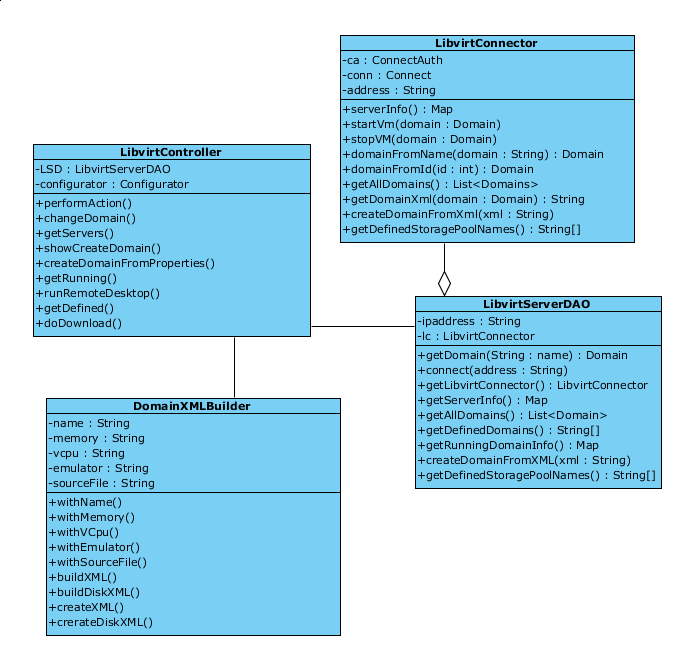 LibvirtConnector
-ca : ConnectAuth
-conn : Connect
-address : String
+serverInfo() : Map
+startVm(domain : Domain)
+stopVM(domain : Domain)
+domainFromName(domain : String) : Domain
+domainFromId(id : int) : Domain
+getAllDomains() : List<Domains>
+getDomainXml(domain : Domain) : String
+createDomainFromXml(xml : String)
+getDefinedStoragePoolNames() : String[]
LibvirtController
-LSD : LibvirtServerDAO
-configurator : Configurator
+performAction()
+changeDomain()
+getServers()
+showCreateDomain()
+createDomainFromProperties()
+getRunning()
+runRemoteDesktop()
+getDefined()
+doDownload()
LibvirtServerDAO
-ipaddress : String
-lc : LibvirtConnector
+getDomain(String : name) : Domain
+connect(address : String)
+getLibvirtConnector() : LibvirtConnector
+getServerInfo() : Map
+getAllDomains() : List<Domain>
+getDefinedDomains() : String[]
+getRunningDomainInfo() : Map
+createDomainFromXML(xml : String)
+getDefinedStoragePoolNames() : String[]
DomainXMLBuilder
-name : String
-memory : String
-vcpu : String
-emulator : String
-sourceFile : String
+withName()
+withMemory()
+withVCpu()
+withEmulator()
+withSourceFile()
+buildXML()
+buildDiskXML()
+createXML()
+crerateDiskXML()